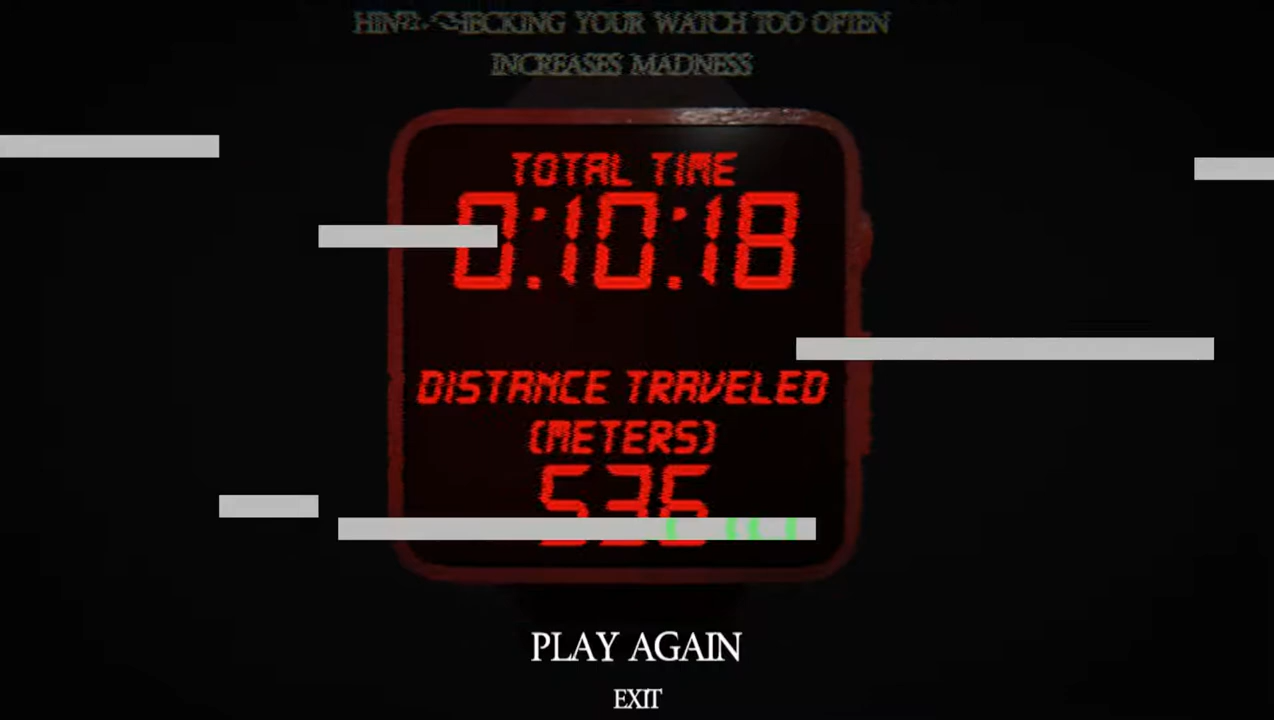 HINT: CHECKING YOUR WATCH TOO OFTEN
INCREASES MADNESS
TOTAL TIME
0:10:18
DISTANCE TRAVELED
(METERS)
536
PLAY AGAIN
EXIT